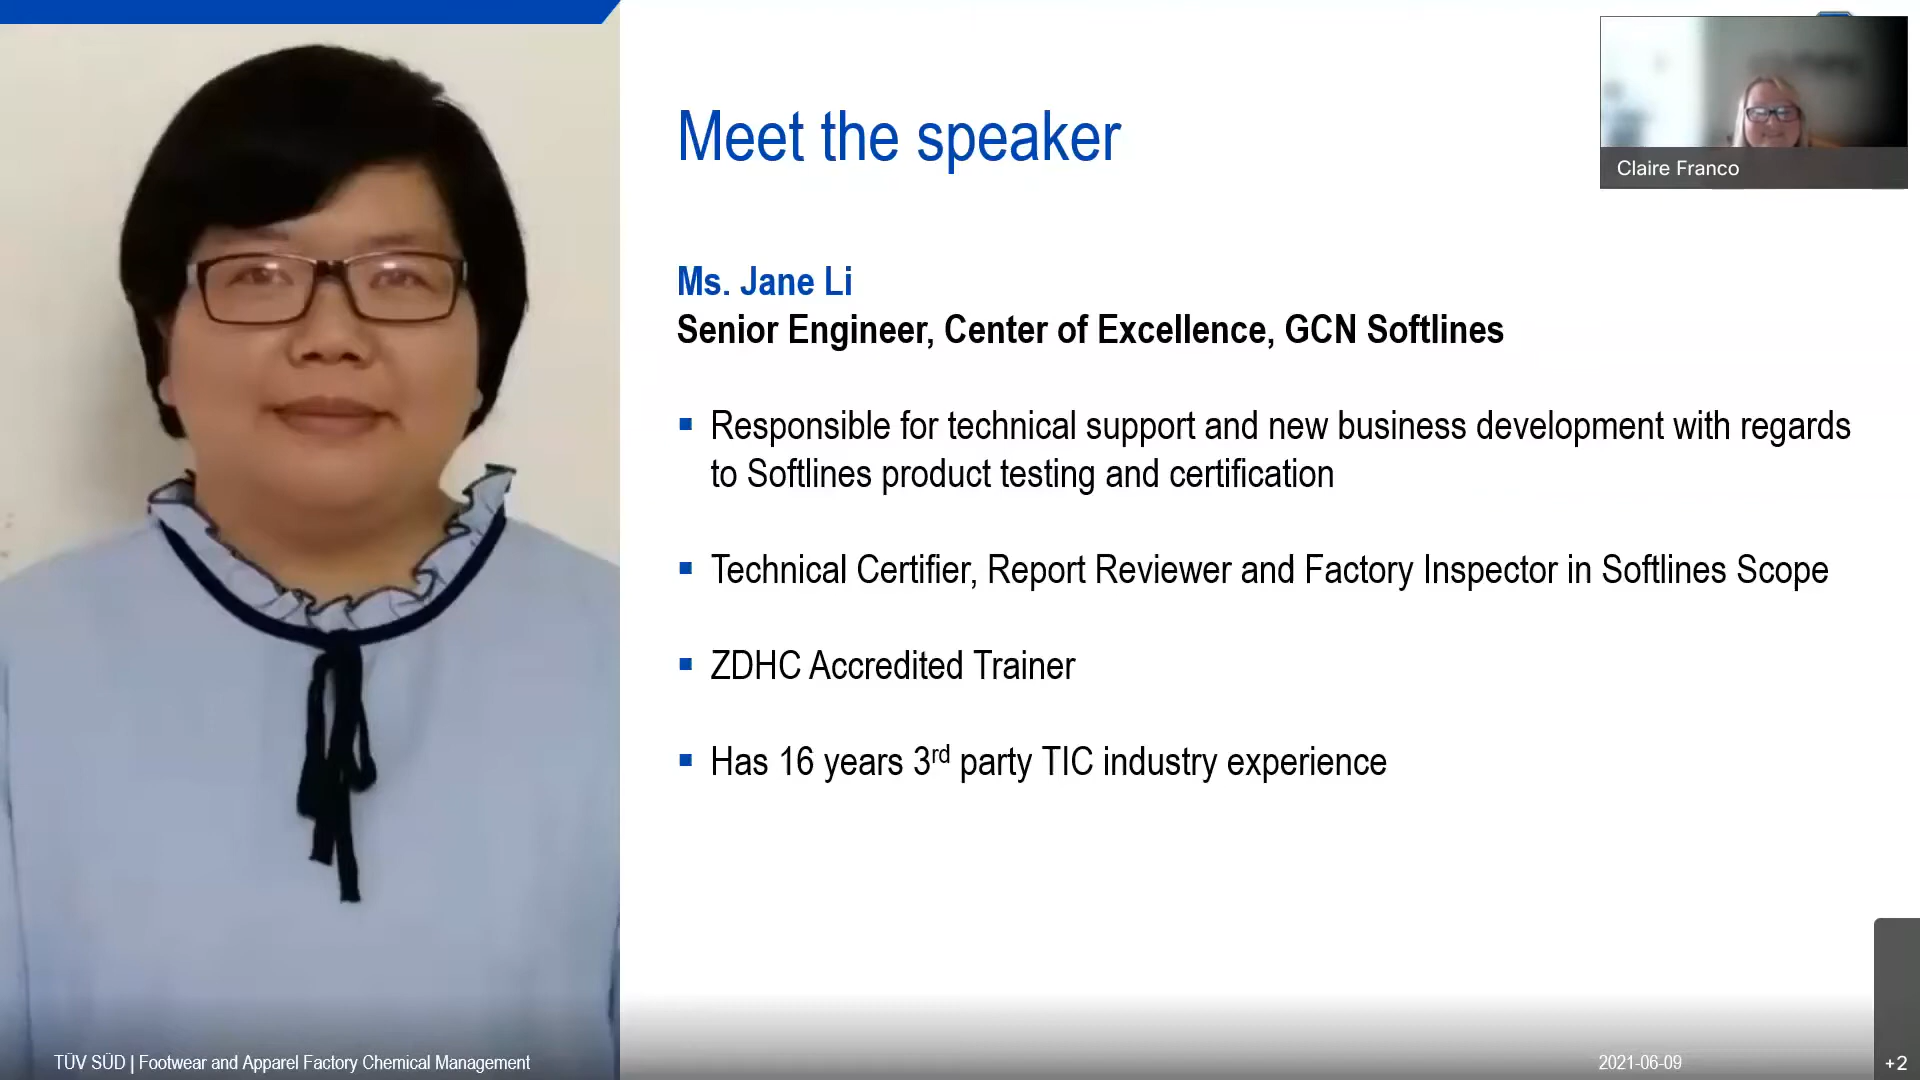 Meet the speaker
Claire Franco
Ms. Jane Li
Senior Engineer, Center of Excellence, GCN Softlines
▪ Responsible for technical support and new business development with regards
to Softlines product testing and certification
▪ Technical Certifier, Report Reviewer and Factory Inspector in Softlines Scope
▪ ZDHC Accredited Trainer
▪ Has 16 years 3rd party TIC industry experience
TÜV SÜD | Footwear and Apparel Factory Chemical Management
2021-06-09
+2